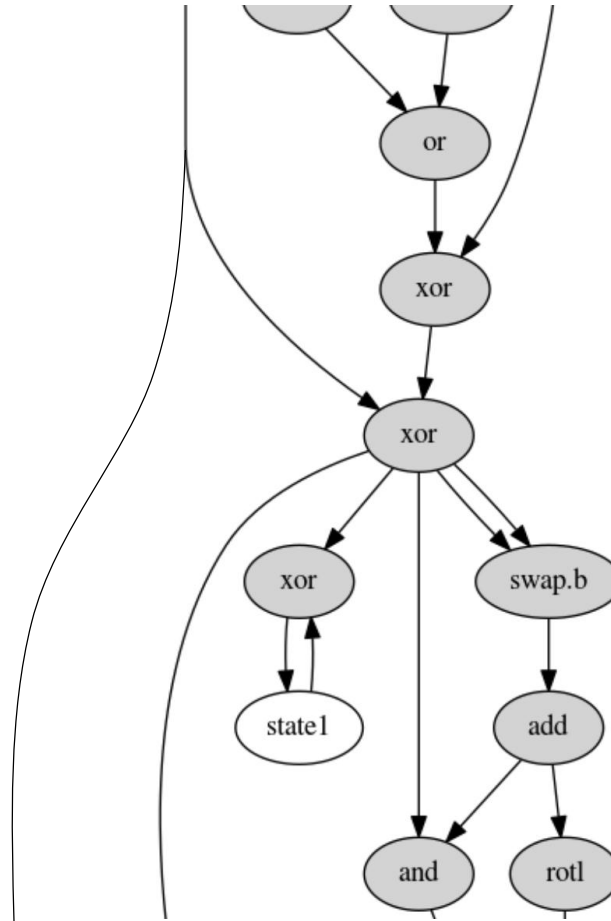 or
xor
xor
xor
swap.b
state1
add
and
rotl